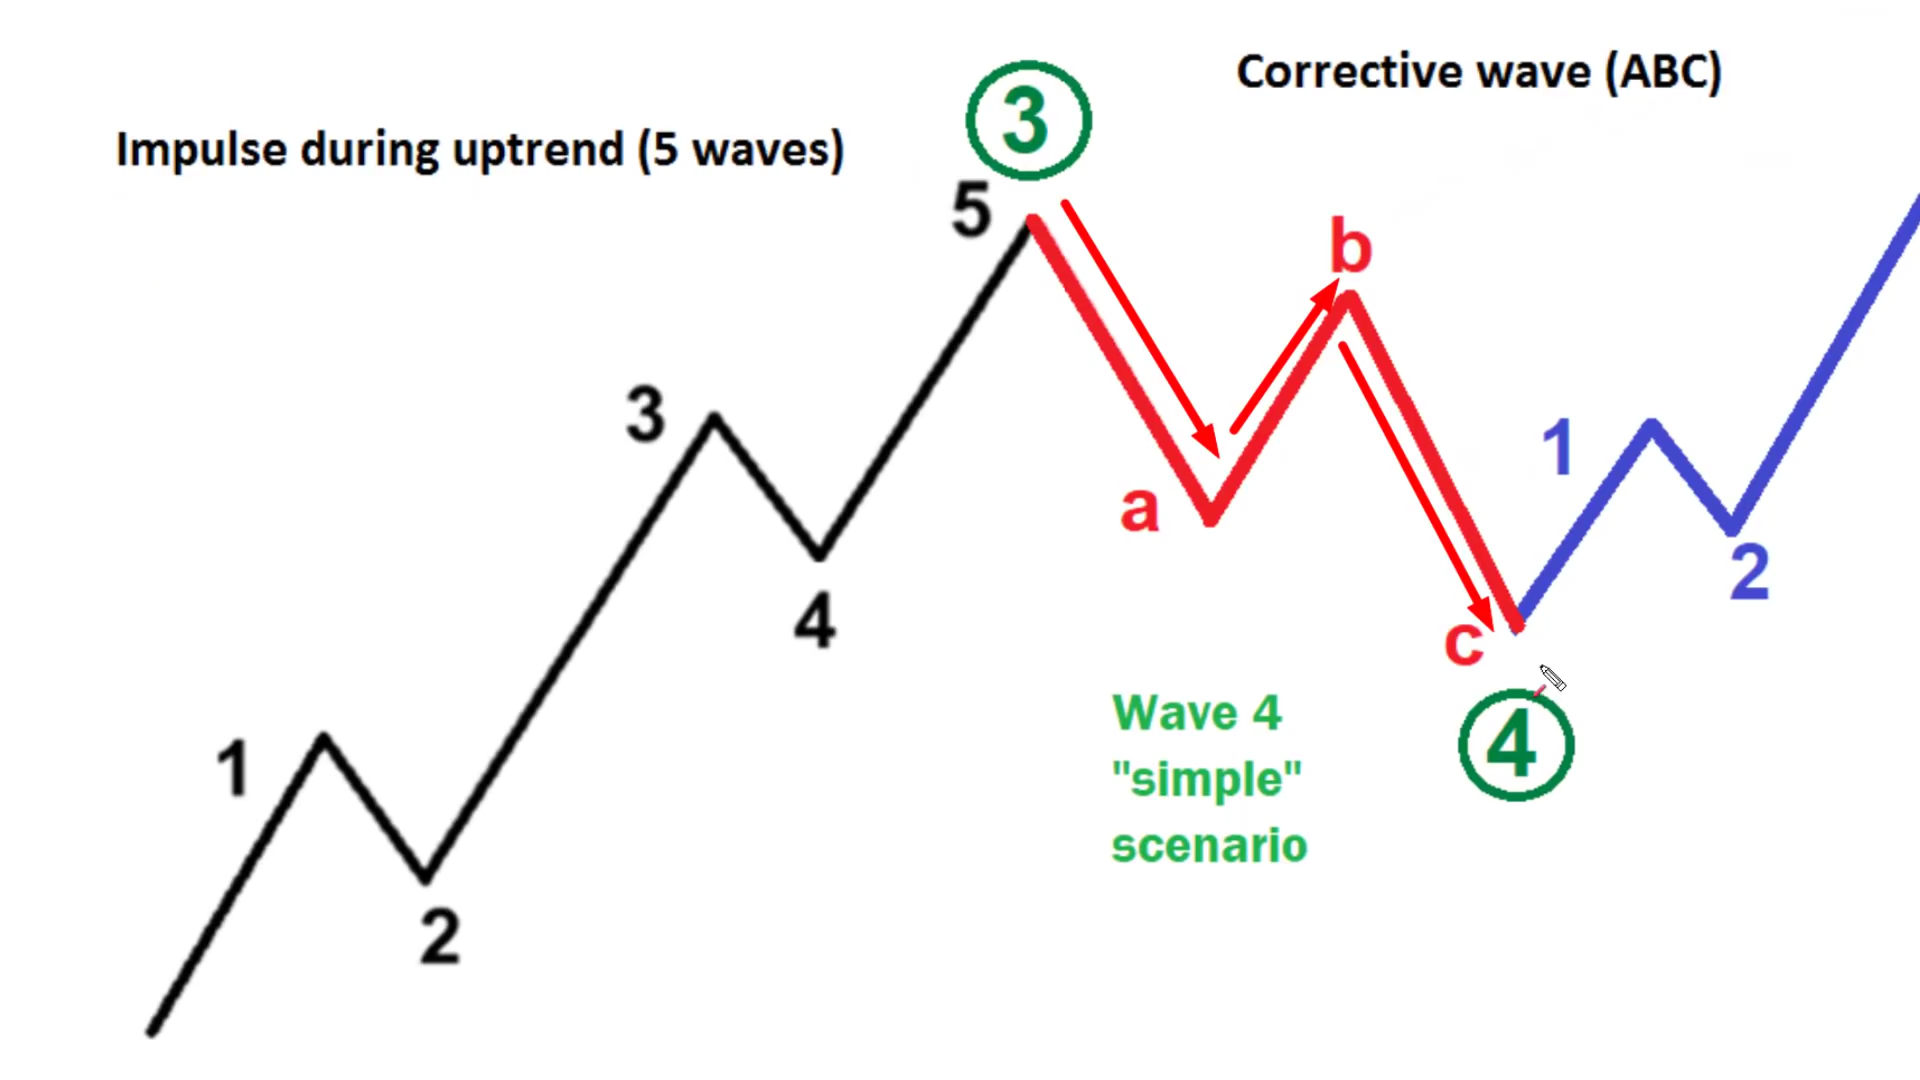 Corrective wave (ABC)
Impulse during uptrend (5 waves)
3
5
b
3
1
a
2
4
c
Wave 4
"simple"
scenario
4
1
2